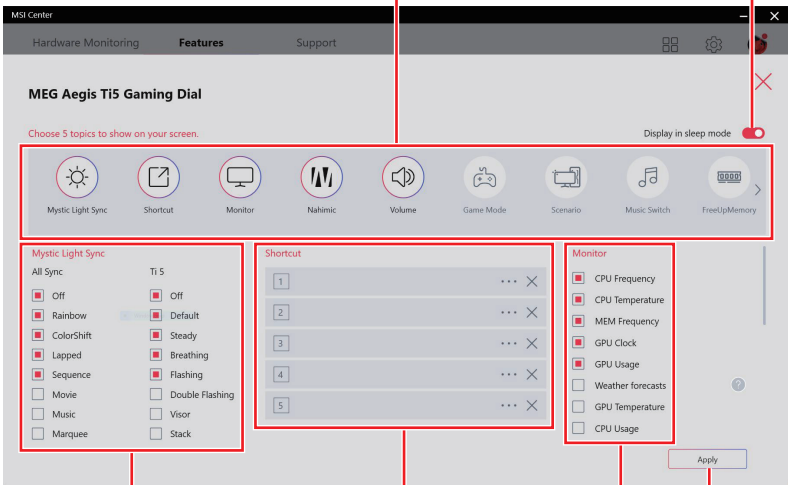 MSI Center
Hardware Monitoring
Features
Support
MEG Aegis Ti5 Gaming Dial
Choose 5 topics to show on your screen.
Display in sleep mode
Mystic Light Sync
Shortcut
Monitor
Nahimic
Volume
Game Mode
Scenario
Music Switch
FreeUpMemory
Mystic Light Sync
All Sync
Ti 5
Off
Off
Rainbow
Default
ColorShift
Steady
Lapped
Breathing
Sequence
Flashing
Movie
Double Flashing
Music
Visor
Marquee
Stack
Shortcut
1
2
3
4
5
Monitor
CPU Frequency
CPU Temperature
MEM Frequency
GPU Clock
GPU Usage
Weather forecasts
GPU Temperature
CPU Usage
?
Apply